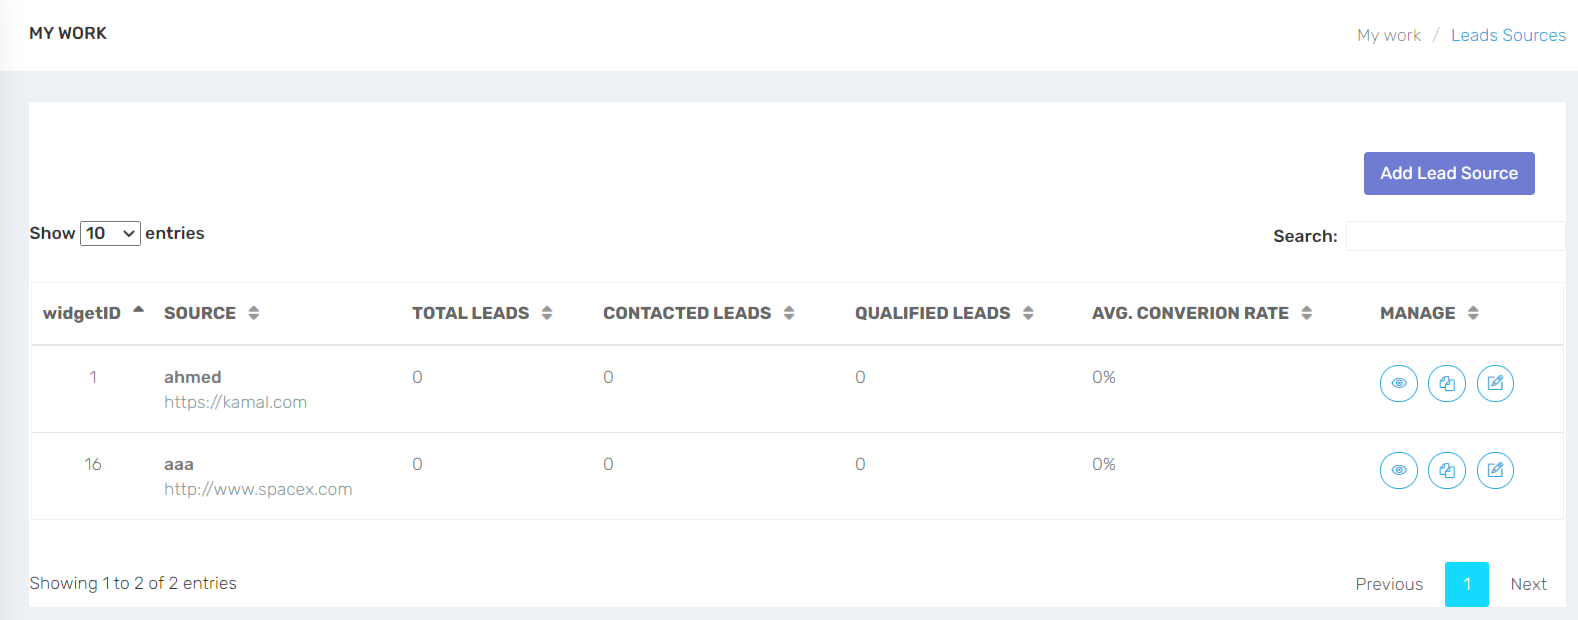 MY WORK
My work / Leads Sources
Add Lead Source
Show 10 entries
Search:
widgetID SOURCE TOTAL LEADS CONTACTED LEADS QUALIFIED LEADS AVG. CONVERION RATE MANAGE
1 ahmed 0 0 0 0%
https://kamal.com
16 aaa 0 0 0 0%
http://www.spacex.com
Showing 1 to 2 of 2 entries
Previous 1 Next